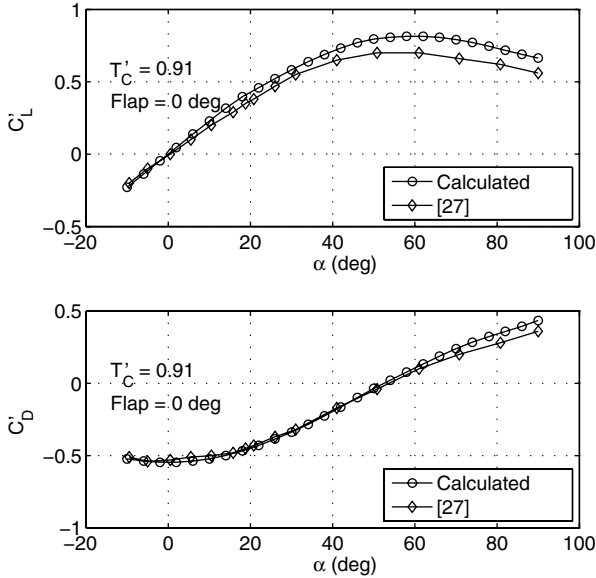 1
0.5
0
−0.5
C'L
T'C = 0.91
Flap = 0 deg
Calculated
[27]
−20 0 20 40 60 80 100
α (deg)
0.5
0
−0.5
−1
C'D
T'C = 0.91
Flap = 0 deg
Calculated
[27]
−20 0 20 40 60 80 100
α (deg)